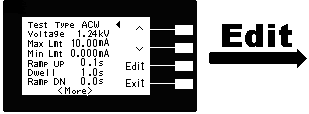 Test Type ACW
Voltage 1.24kV
Max Lmt 10.00mA
Min Lmt 0.000mA
Ramp UP 0.1s
Dwell 1.0s
Ramp DN 0.0s
<More>
Edit
Exit
Edit